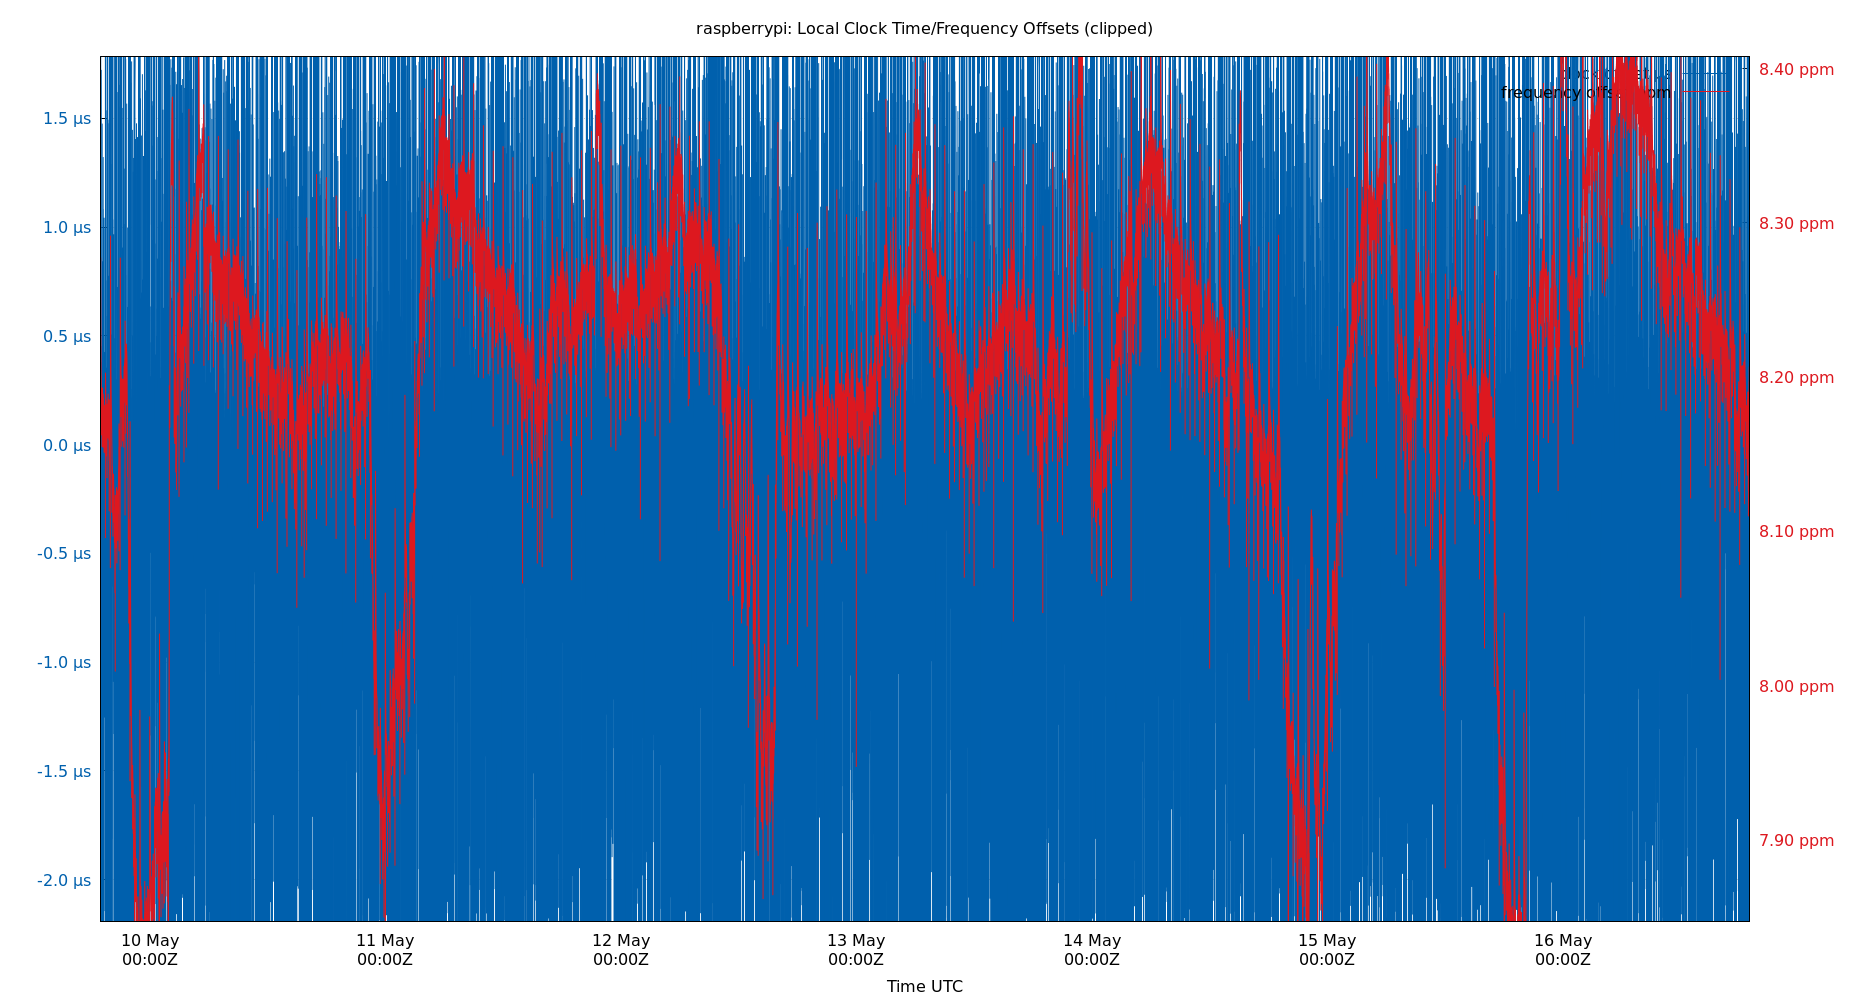 raspberrypi: Local Clock Time/Frequency Offsets (clipped)
8.40 ppm
frequency
1.5 µs
1.0 µs
8.30 ppm
0.5 µs
8.20 ppm
0.0 µs
-0.5 µs
8.10 ppm
-1.0 µs
8.00 ppm
-1.5 µs
7.90 ppm
-2.0 µs
10 May 11 May 12 May 13 May 14 May 15 May 16 May
00:00Z 00:00Z 00:00Z 00:00Z 00:00Z 00:00Z 00:00Z
Time UTC